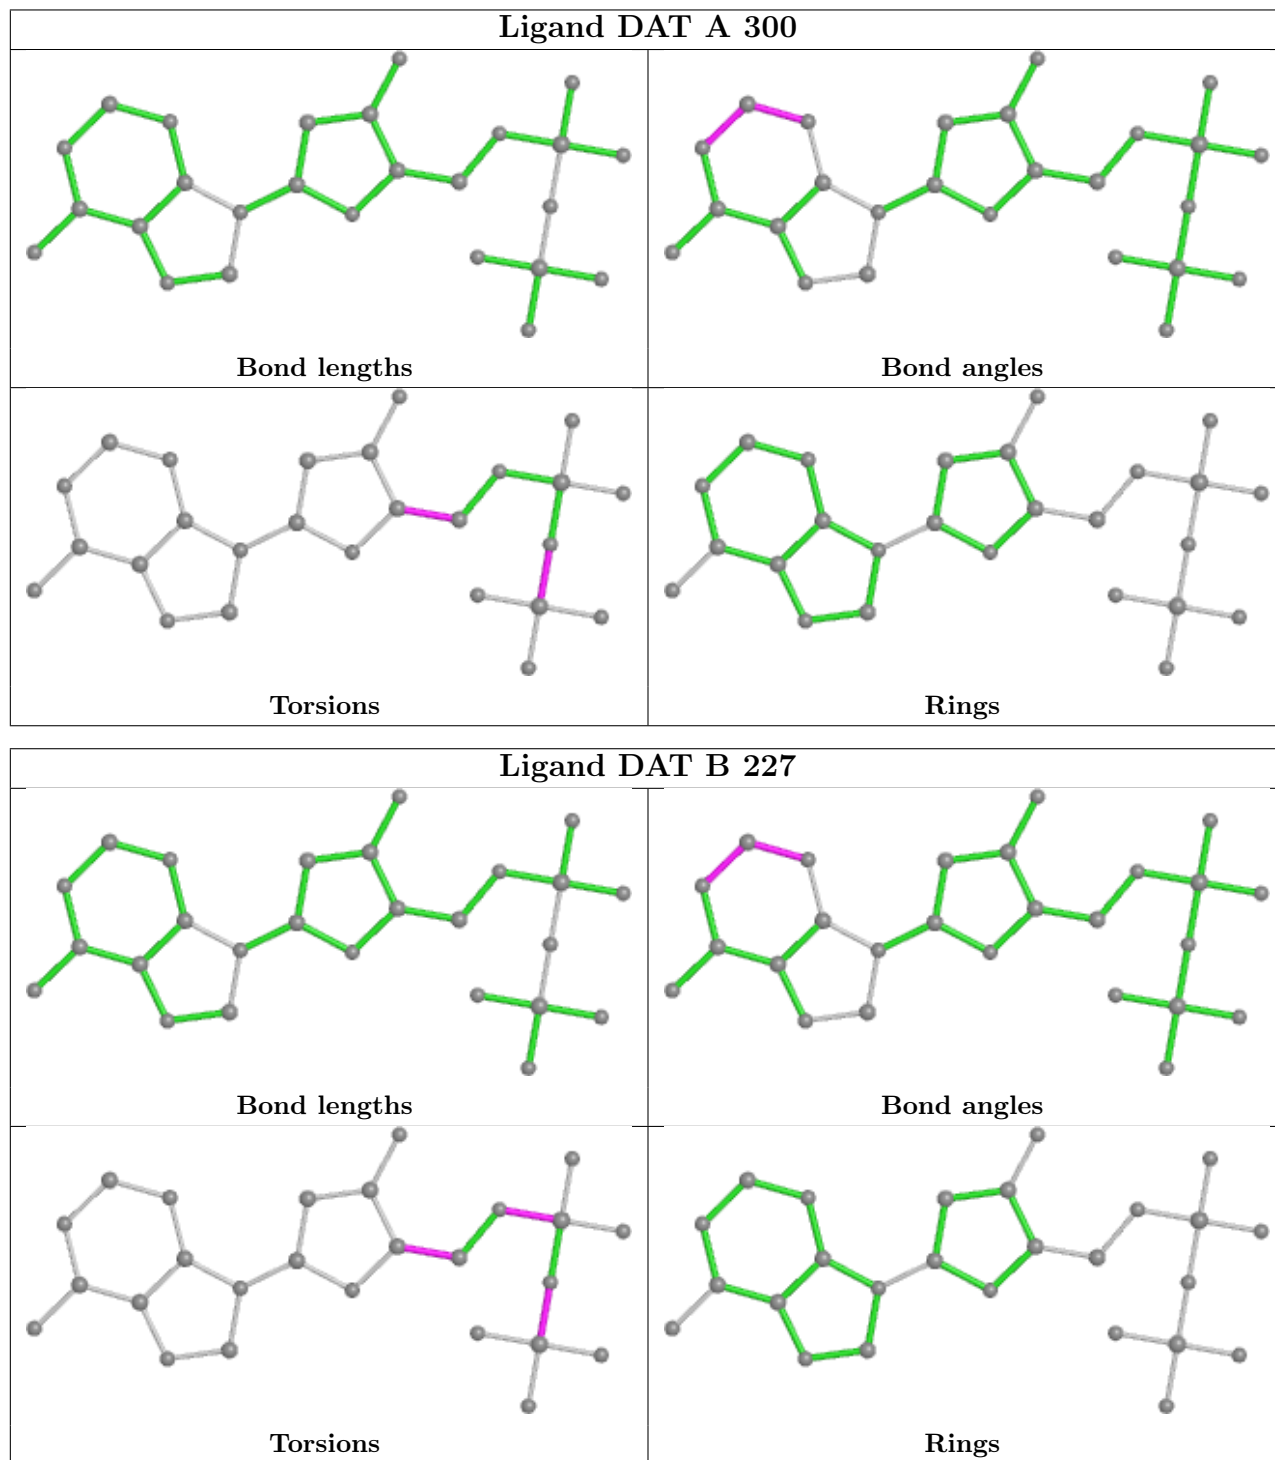 Ligand DAT A 300
Bond lengths
Bond angles
Torsions
Rings
Ligand DAT B 227
Bond lengths
Bond angles
Torsions
Rings